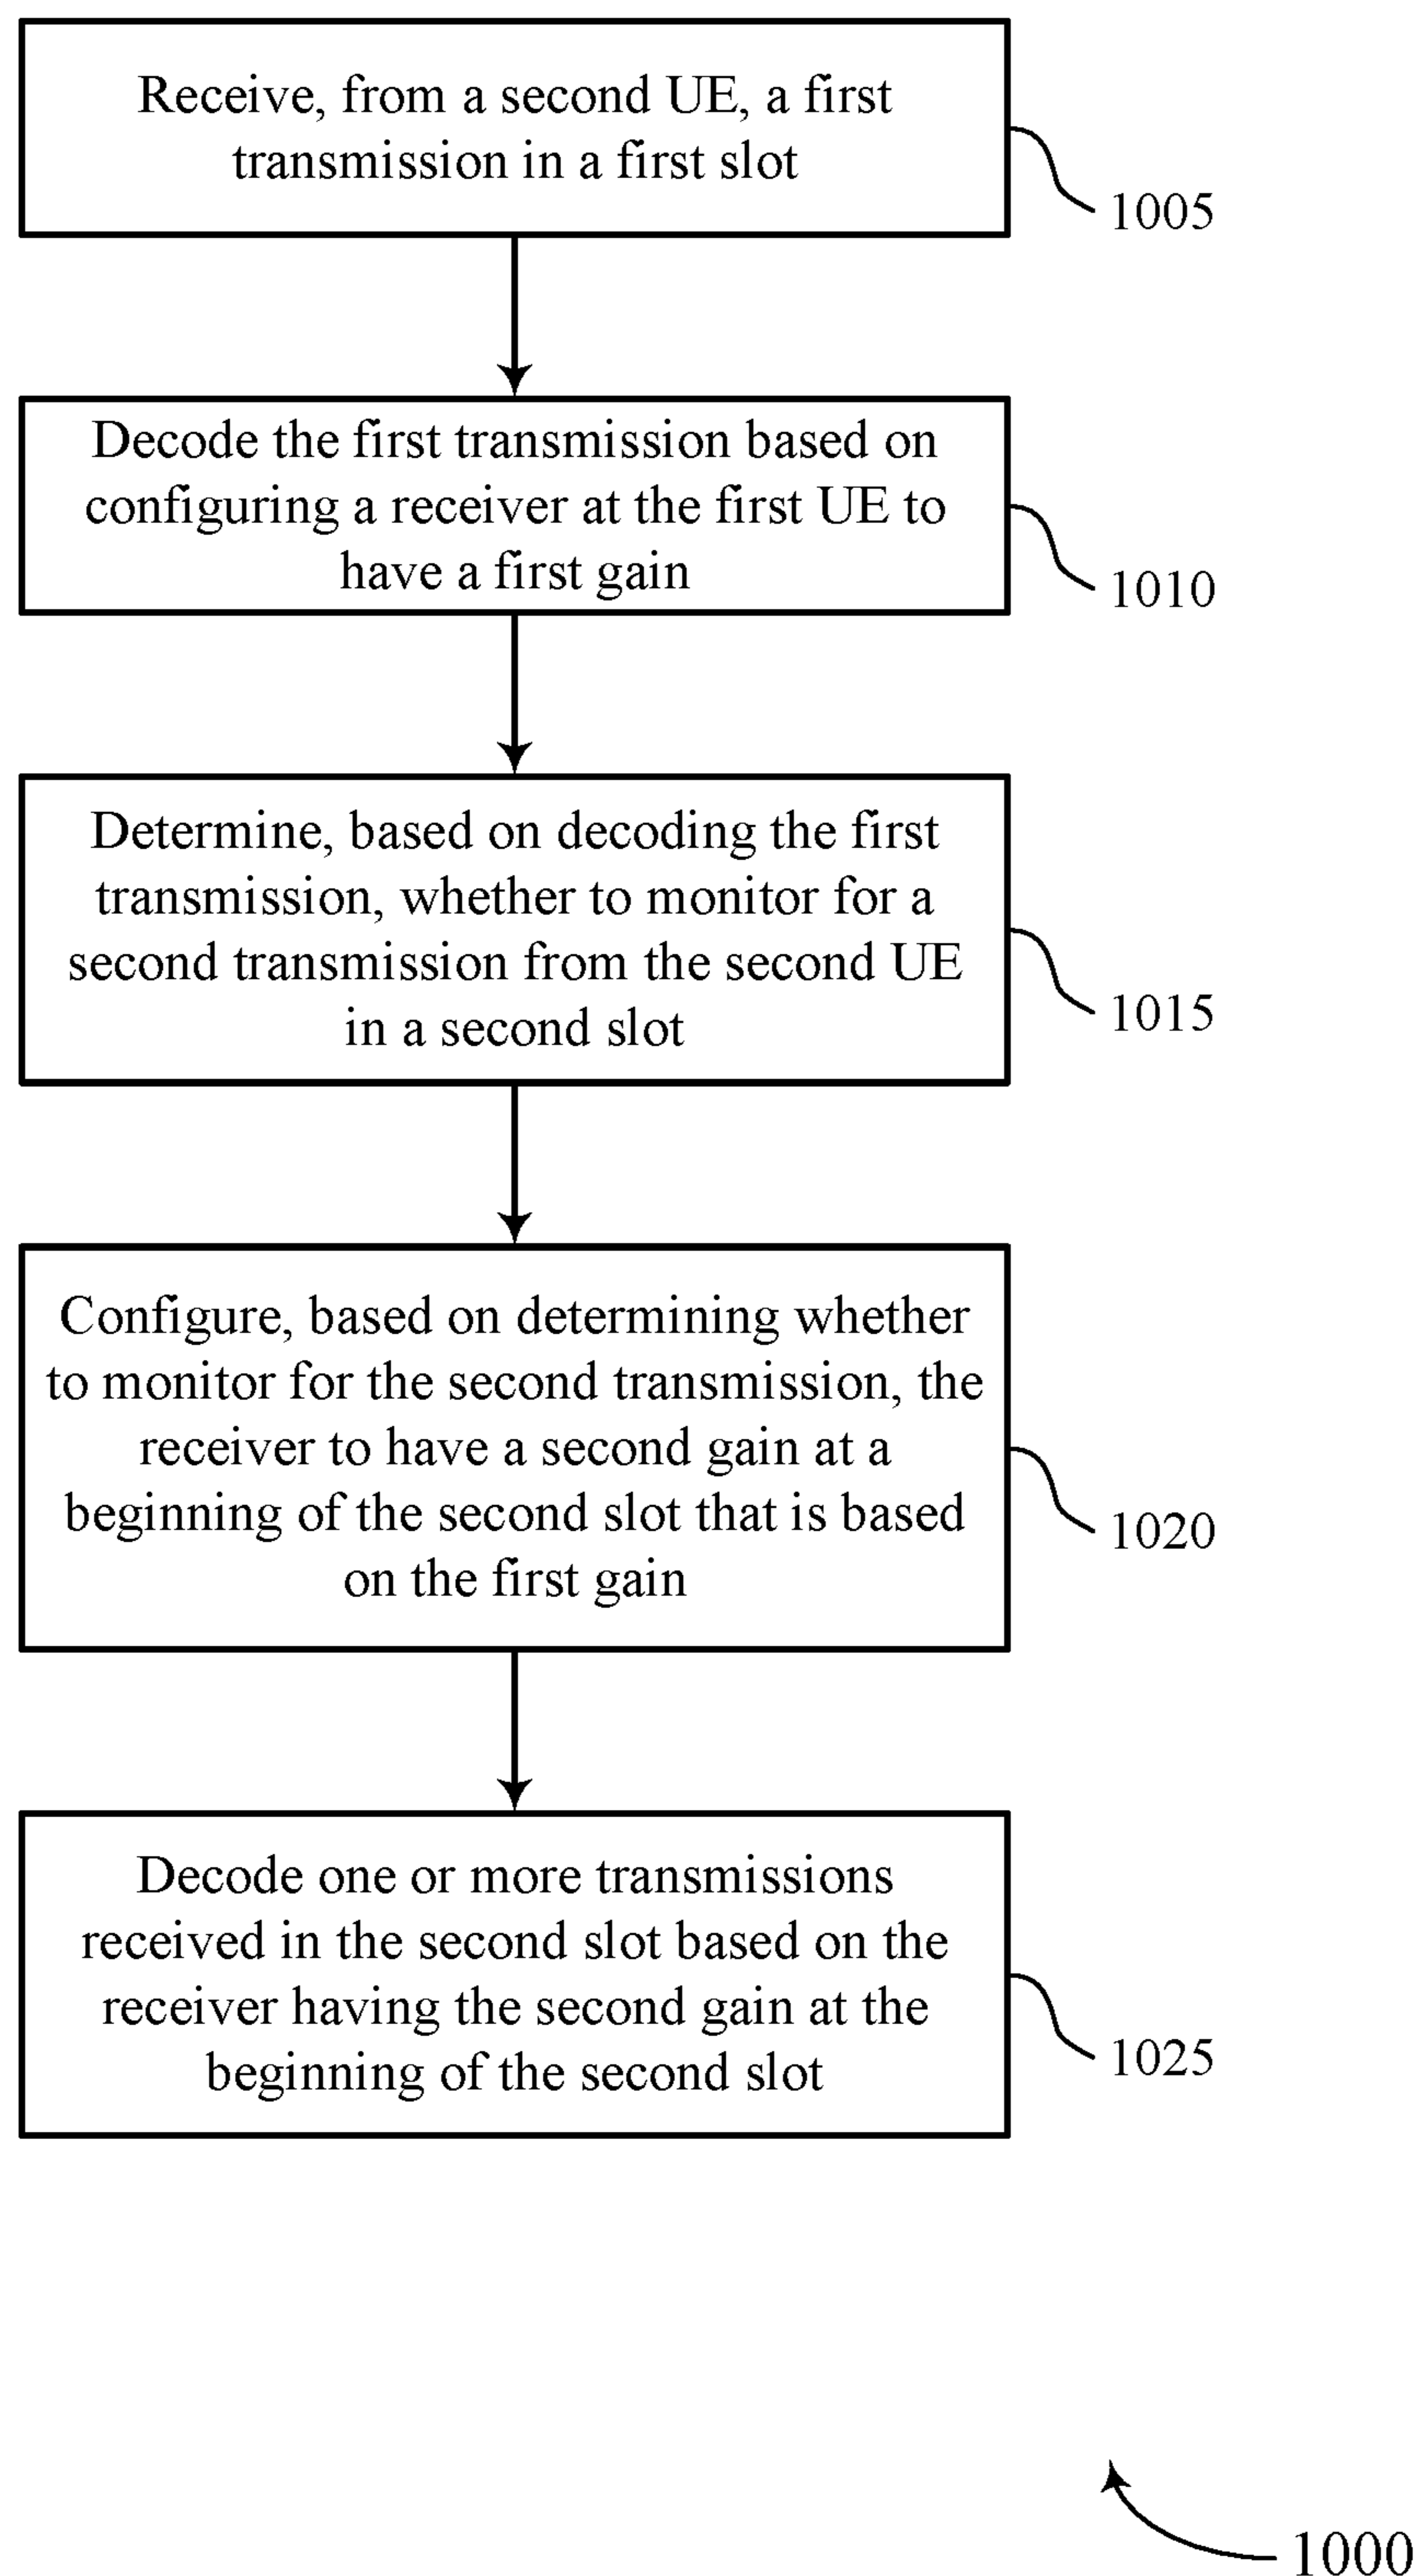 Receive, from a second UE, a first
transmission in a first slot
1005
Decode the first transmission based on
configuring a receiver at the first UE to
have a first gain
1010
Determine, based on decoding the first
transmission, whether to monitor for a
second transmission from the second UE
in a second slot
1015
Configure, based on determining whether
to monitor for the second transmission, the
receiver to have a second gain at a
beginning of the second slot that is based
on the first gain
1020
Decode one or more transmissions
received in the second slot based on the
receiver having the second gain at the
beginning of the second slot
1025
1000